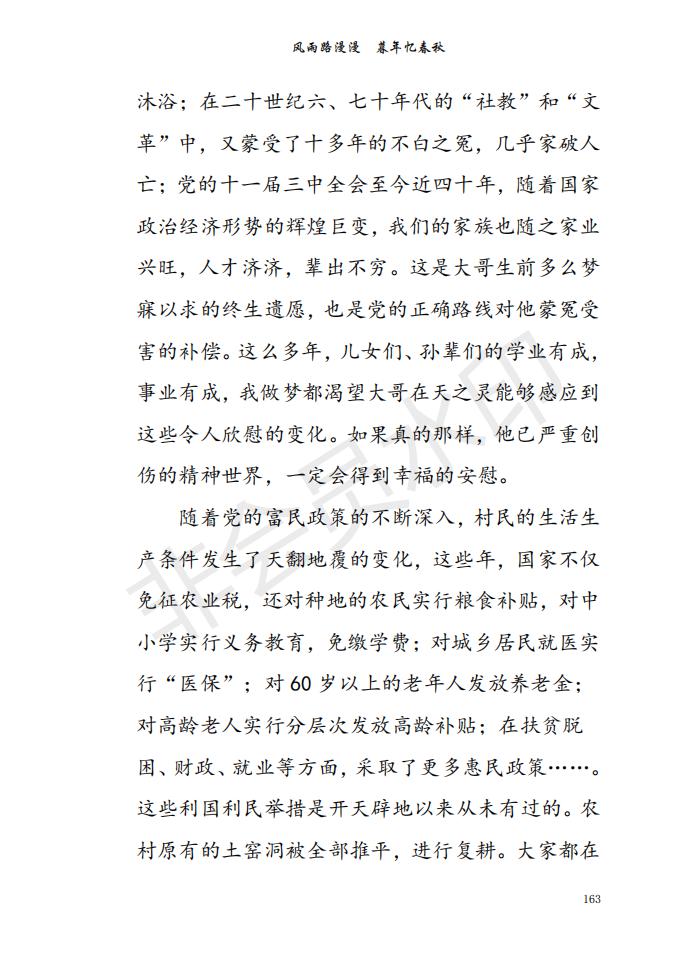 风雨路漫漫　暮年忆春秋
沐浴；在二十世纪六、七十年代的“社教”和“文
革”中，又蒙受了十多年的不白之冤，几乎家破人
亡；党的十一届三中全会至今近四十年，随着国家
政治经济形势的辉煌巨变，我们的家族也随之家业
兴旺，人才济济，辈出不穷。这是大哥生前多么梦
寐以求的终生遗愿，也是党的正确路线对他蒙冤受
害的补偿。这么多年，儿女们、孙辈们的学业有成，
事业有成，我做梦都渴望大哥在天之灵能够感应到
这些令人欣慰的变化。如果真的那样，他已严重创
伤的精神世界，一定会得到幸福的安慰。
随着党的富民政策的不断深入，村民的生活生
产条件发生了天翻地覆的变化，这些年，国家不仅
免征农业税，还对种地的农民实行粮食补贴，对中
小学实行义务教育，免缴学费；对城乡居民就医实
行“医保”；对 60 岁以上的老年人发放养老金；
对高龄老人实行分层次发放高龄补贴；在扶贫脱
困、财政、就业等方面，采取了更多惠民政策……。
这些利国利民举措是开天辟地以来从未有过的。农
村原有的土窑洞被全部推平，进行复耕。大家都在
163
非会员水印